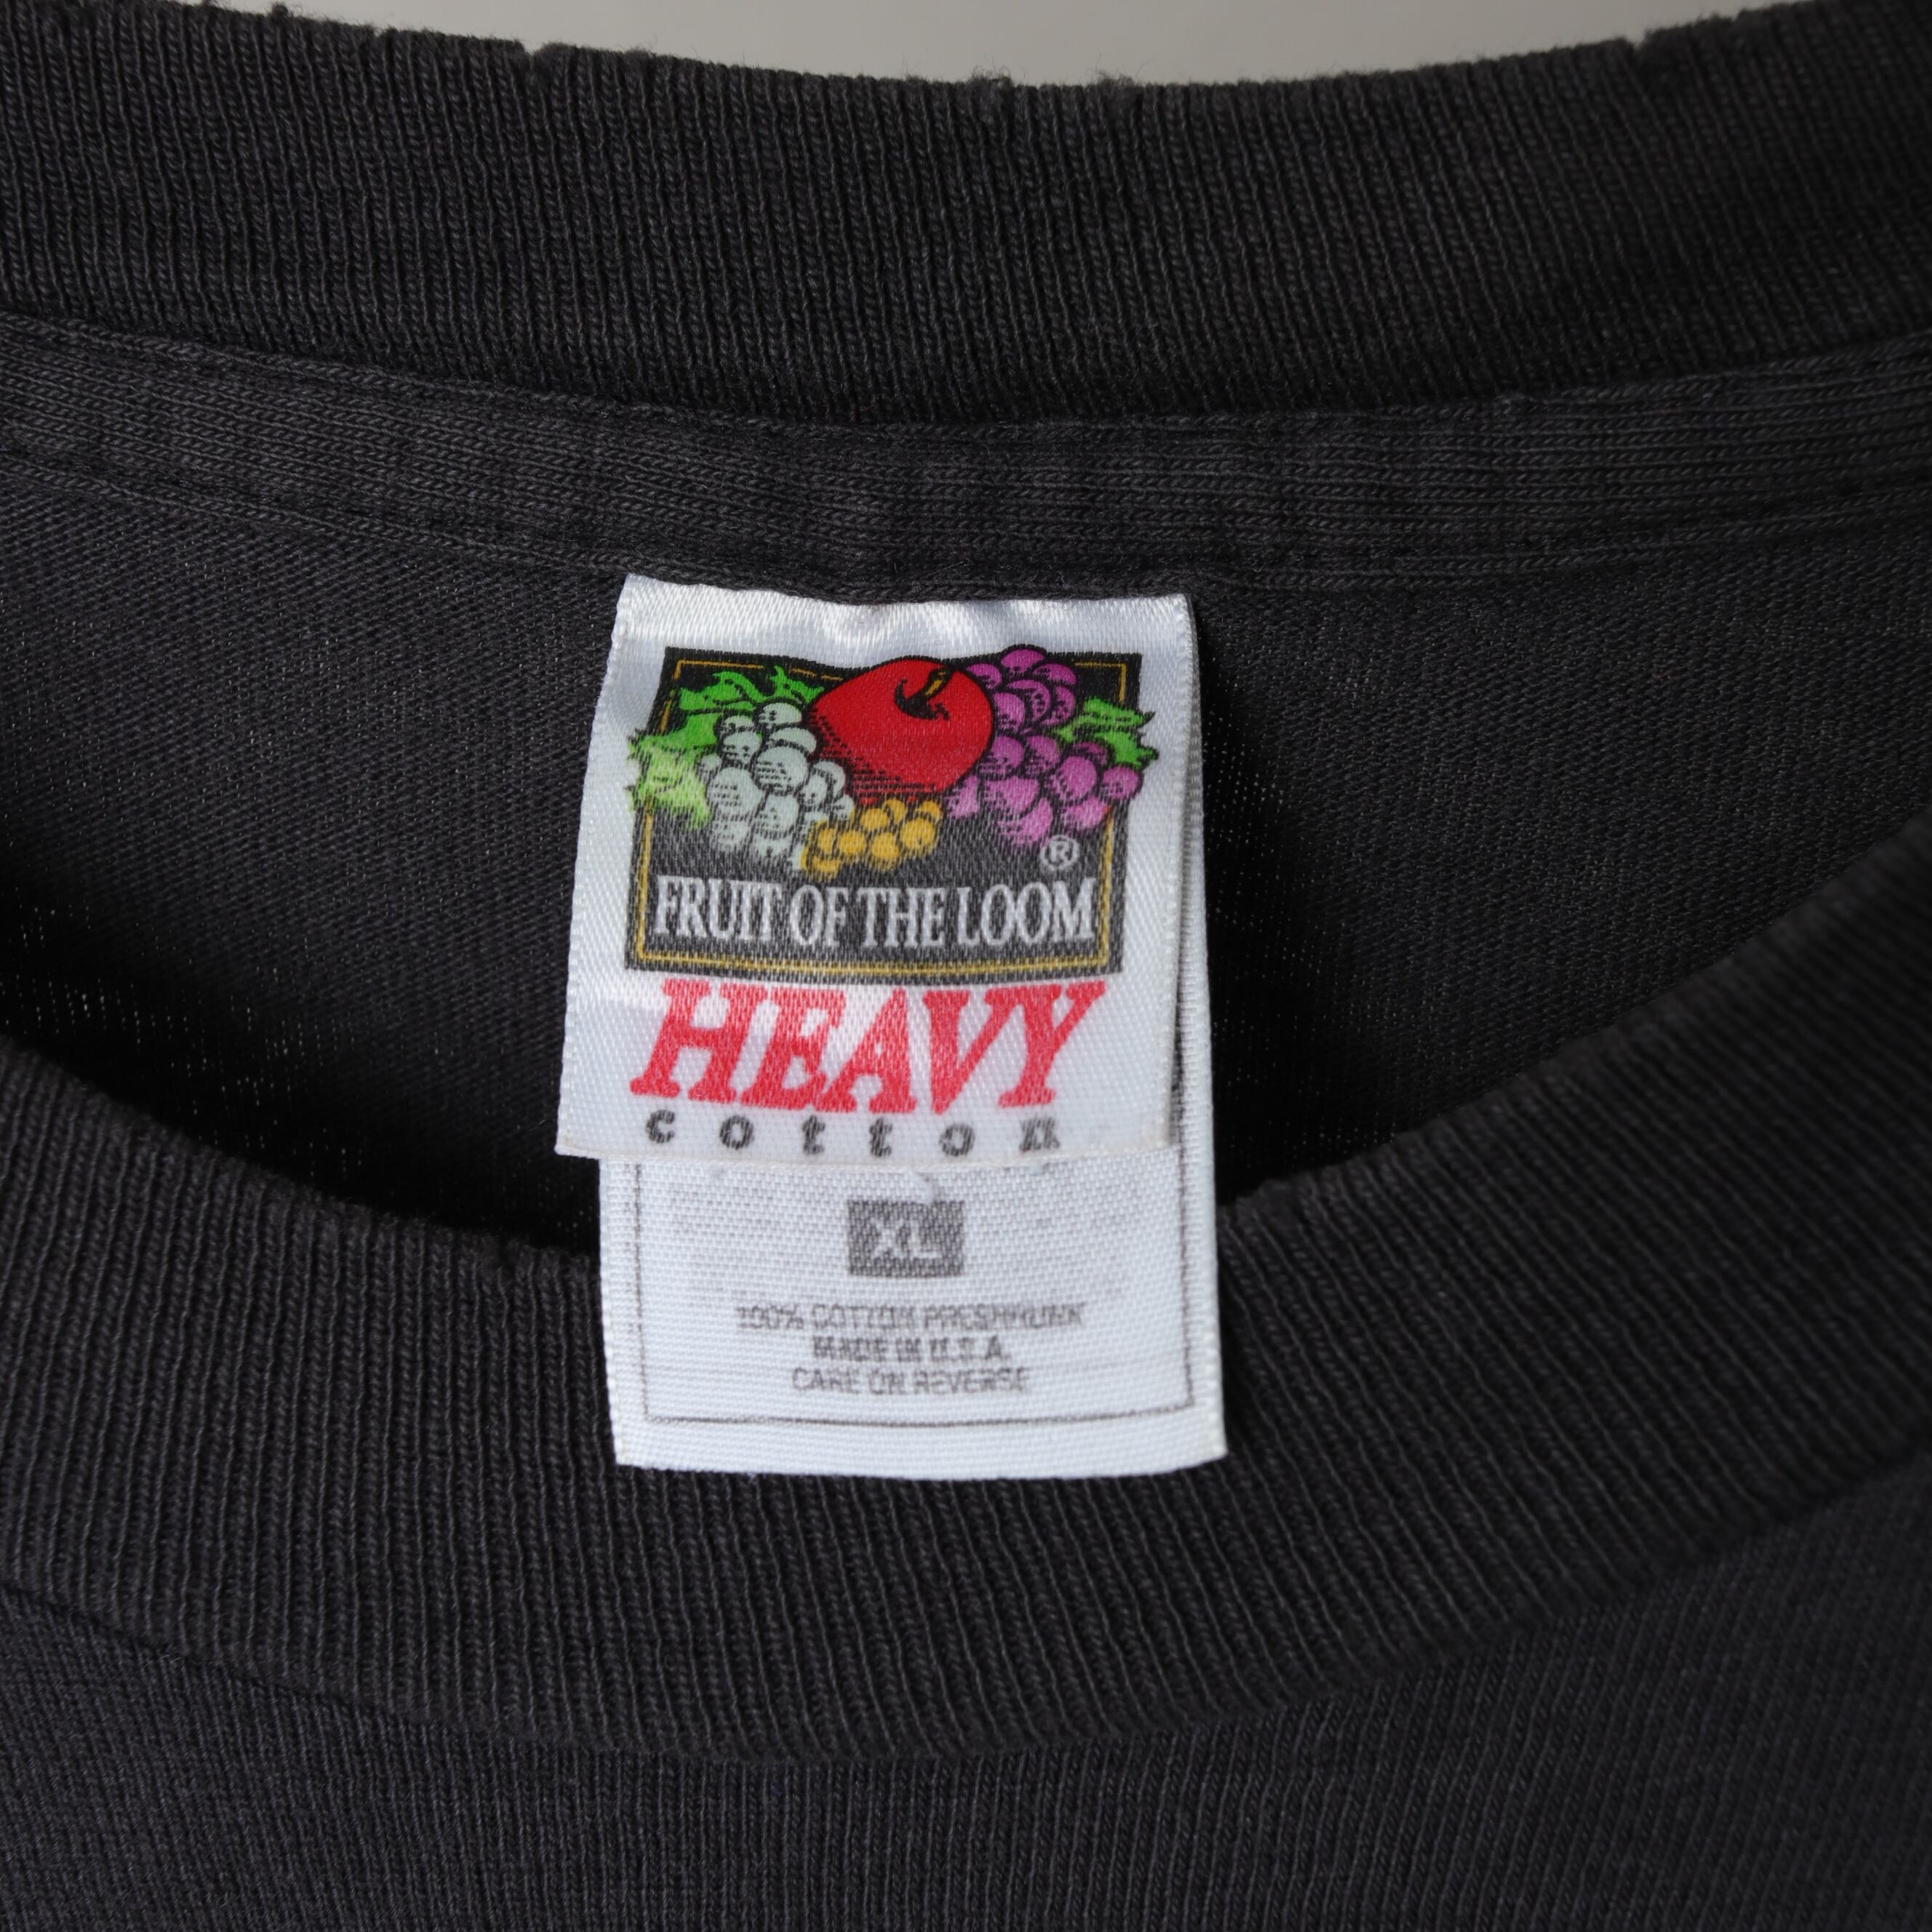 ®
FRUIT OF THE LOOM
HEAVY
cotton
XL
100% COTTON PRESHRUNK
MADE IN U.S.A.
CARE ON REVERSE